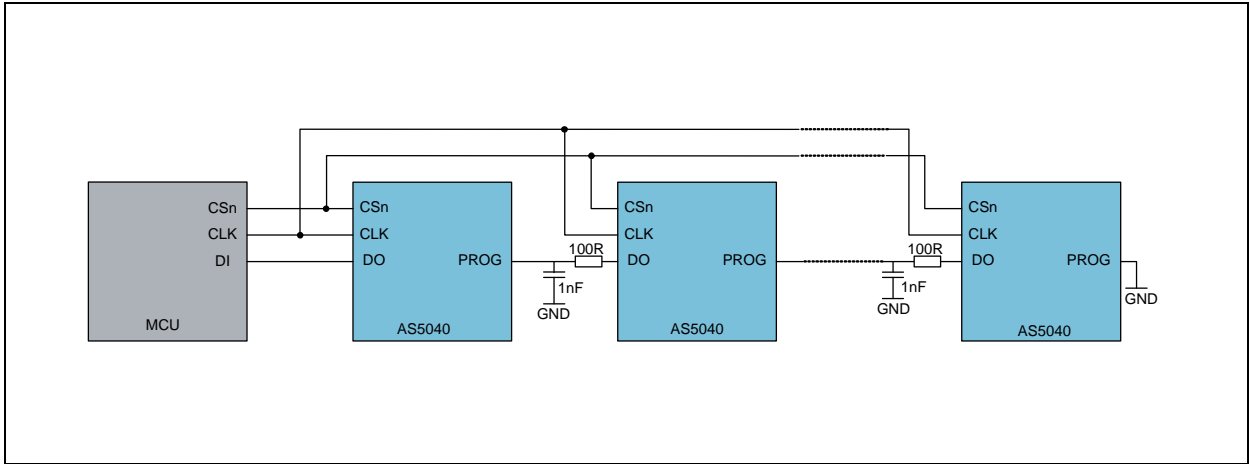 CSn
CLK
DI
MCU
CSn
CLK
DO
PROG
AS5040
100R
1nF
GND
CSn
CLK
DO
PROG
AS5040
100R
1nF
GND
CSn
CLK
DO
PROG
AS5040
GND